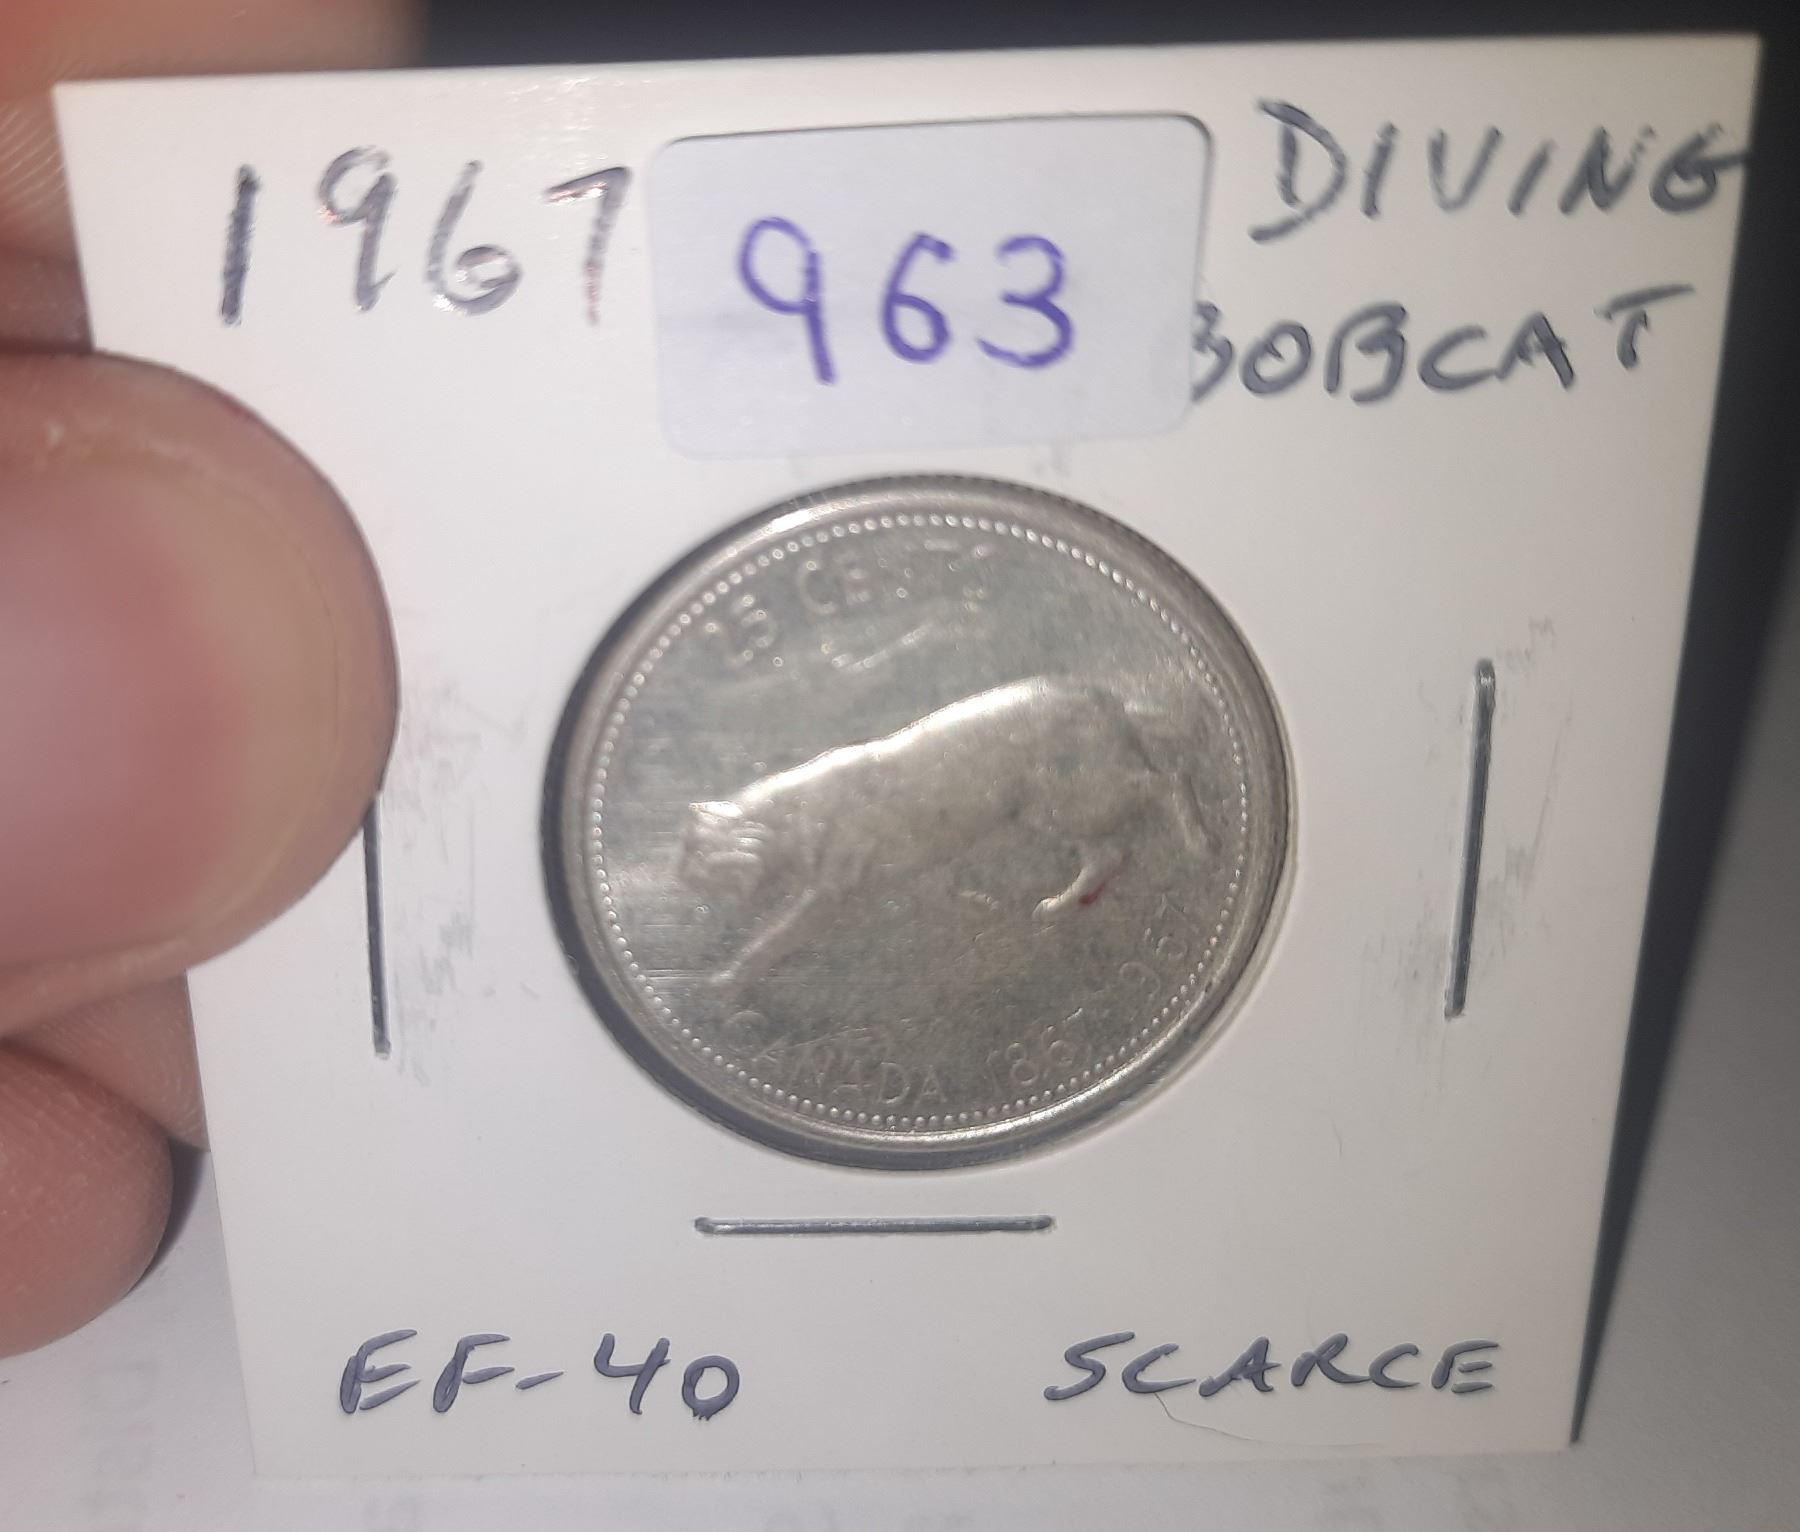 1967
963
DIVING
BOBCAT
25 CENTS
CANADA 1867-1967
EF-40
SCARCE